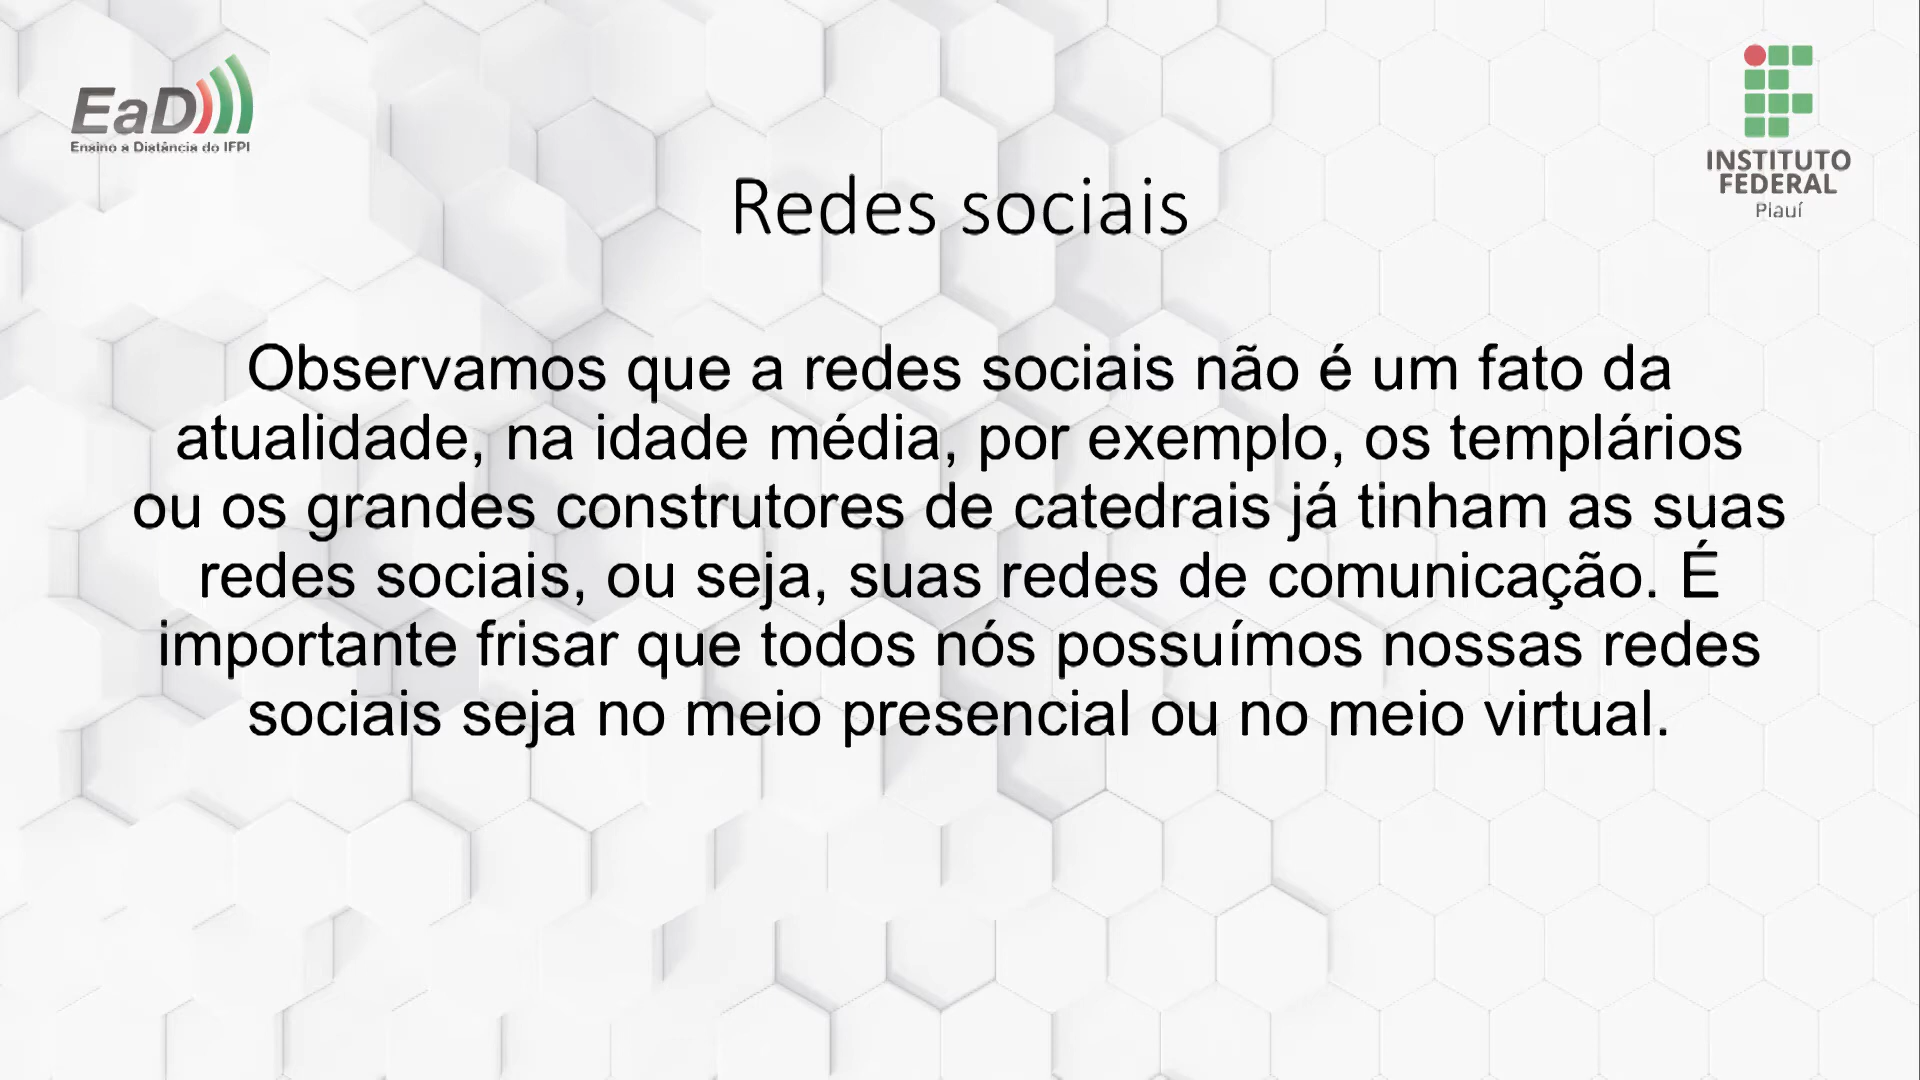 EaD
Ensino a Distância do IFPI
INSTITUTO
FEDERAL
Piauí
Redes sociais
Observamos que a redes sociais não é um fato da
atualidade, na idade média, por exemplo, os templários
ou os grandes construtores de catedrais já tinham as suas
redes sociais, ou seja, suas redes de comunicação. É
importante frisar que todos nós possuímos nossas redes
sociais seja no meio presencial ou no meio virtual.